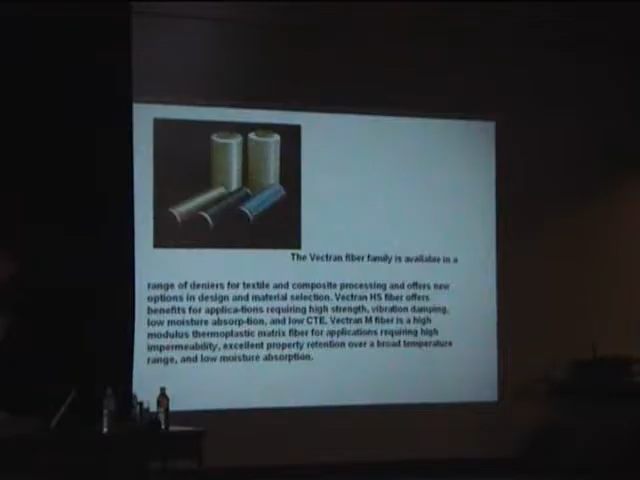 The Vectran fiber family is available in a
range of deniers for textile and composite processing and offers new
options in design and material selection. Vectran HS fiber offers
benefits for applica-tions requiring high strength, vibration damping,
low moisture absorp-tion, and low CTE. Vectran M fiber is a high
modulus thermoplastic matrix fiber for applications requiring high
impermeability, excellent property retention over a broad temperature
range, and low moisture absorption.